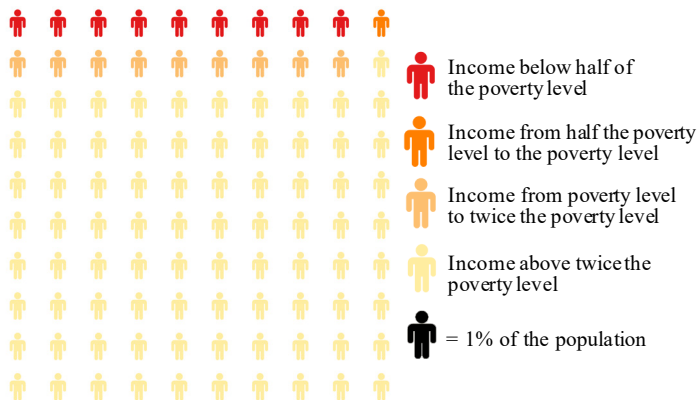 Income below half of
the poverty level
Income from half the poverty
level to the poverty level
Income from poverty level
to twice the poverty level
Income above twice the
poverty level
= 1% of the population